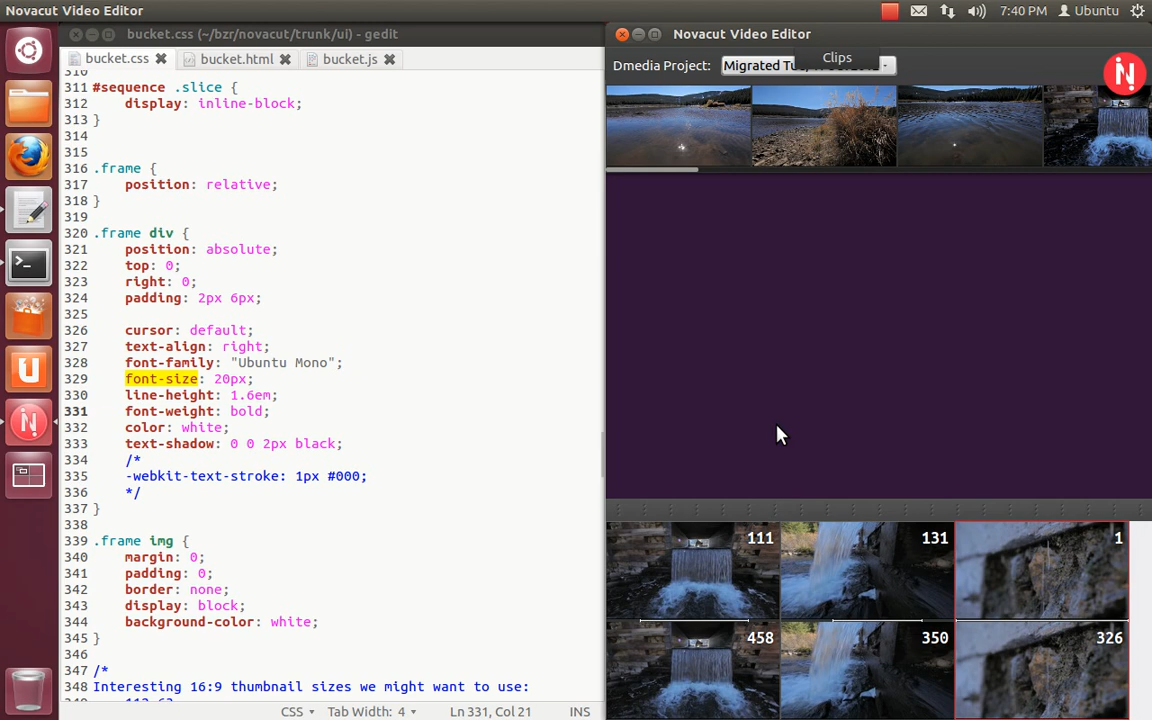 Novacut Video Editor
7:40 PM Ubuntu
bucket.css (~/bzr/novacut/trunk/ui) - gedit
bucket.css bucket.html bucket.js
310
311 #sequence .slice {
312 display: inline-block;
313 }
314
315
316 .frame {
317 position: relative;
318 }
319
320 .frame div {
321 position: absolute;
322 top: 0;
323 right: 0;
324 padding: 2px 6px;
325
326 cursor: default;
327 text-align: right;
328 font-family: "Ubuntu Mono";
329 font-size: 20px;
330 line-height: 1.6em;
331 font-weight: bold;
332 color: white;
333 text-shadow: 0 0 2px black;
334 /*
335 -webkit-text-stroke: 1px #000;
336 */
337 }
338
339 .frame img {
340 margin: 0;
341 padding: 0;
342 border: none;
343 display: block;
344 background-color: white;
345 }
346
347 /*
348 Interesting 16:9 thumbnail sizes we might want to use:
CSS Tab Width: 4 Ln 331, Col 21 INS
Novacut Video Editor
Clips
Dmedia Project: Migrated
111 131 1
458 350 326